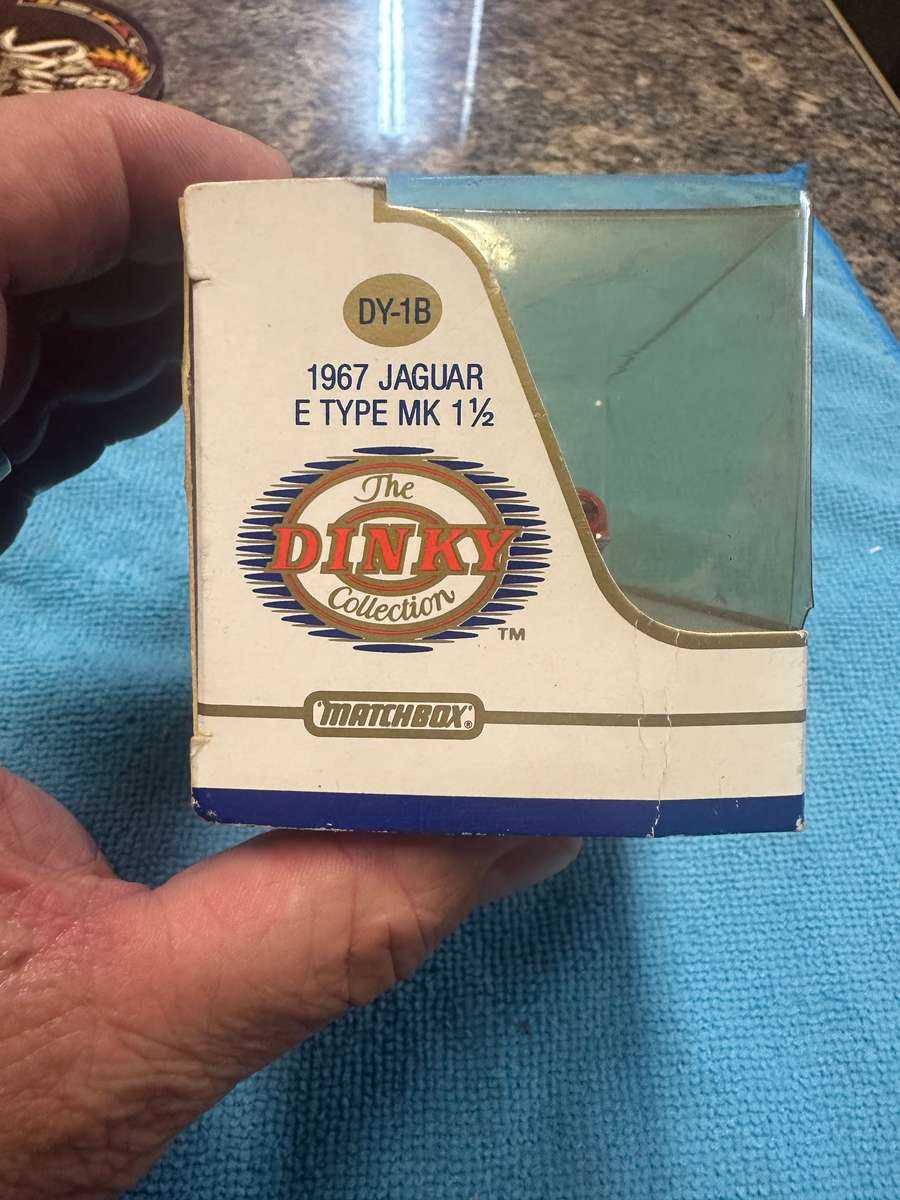 DY-1B
1967 JAGUAR
E TYPE MK 1½
The
DINKY
Collection
TM
'MATCHBOX'®